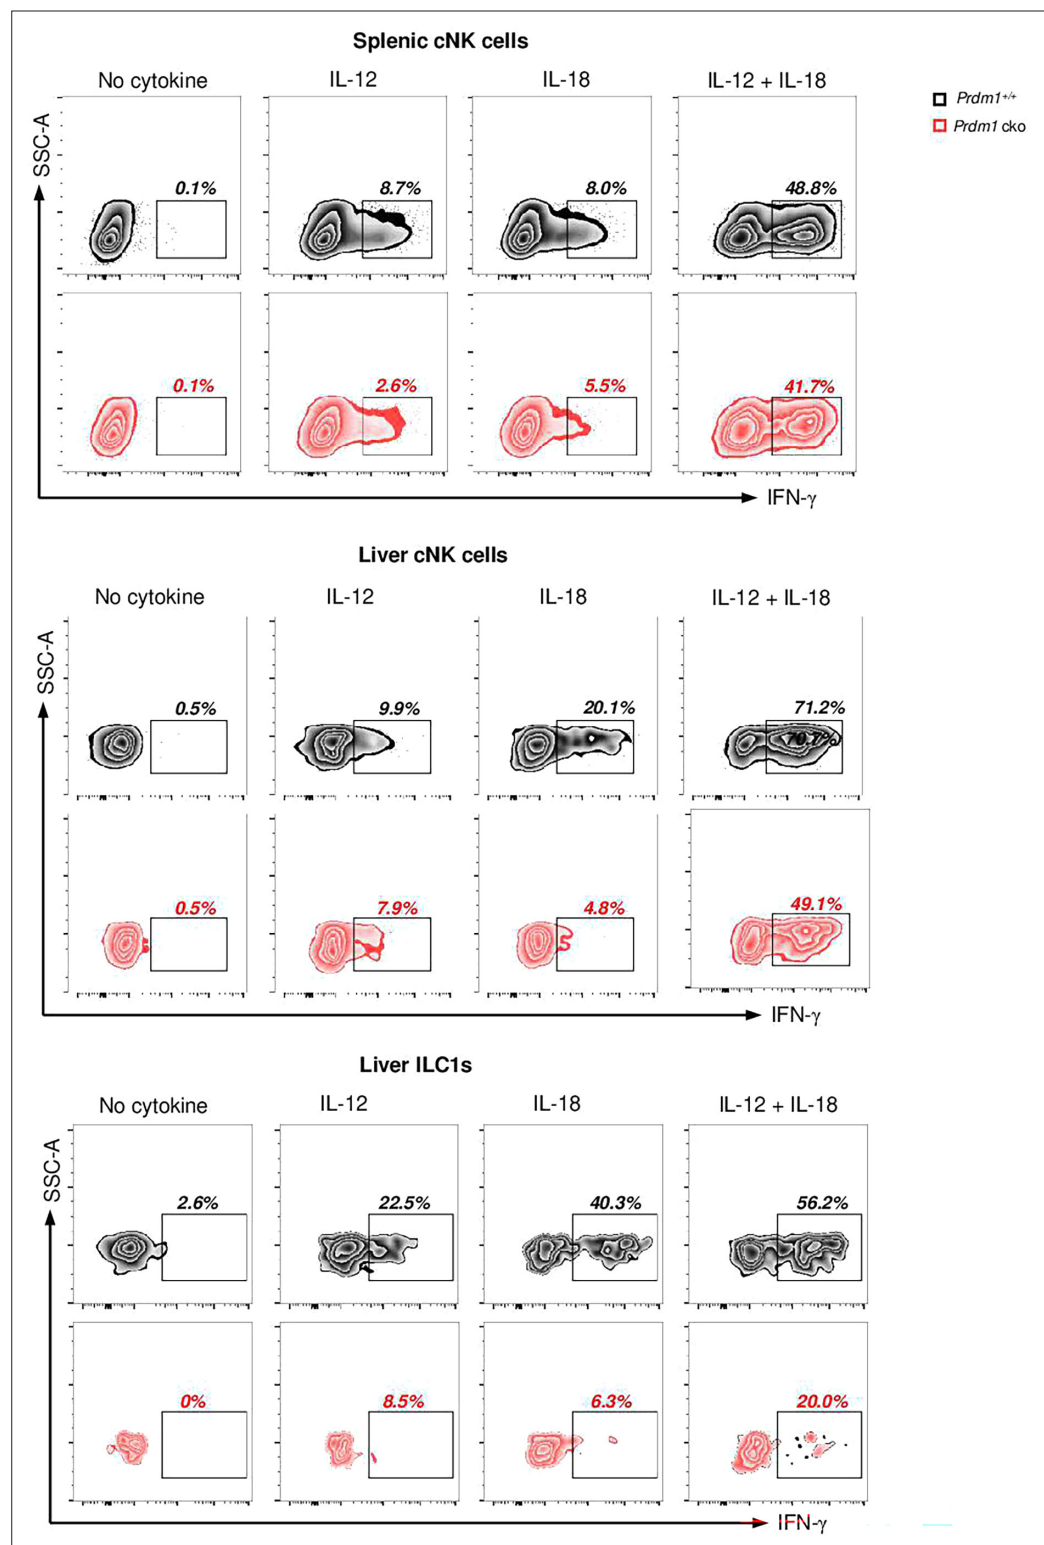 Splenic cNK cells
No cytokine IL-12 IL-18 IL-12 + IL-18
Prdm1+/+
Prdm1 cko
SSC-A
0.1% 8.7% 8.0% 48.8%
0.1% 2.6% 5.5% 41.7%
IFN-γ
Liver cNK cells
No cytokine IL-12 IL-18 IL-12 + IL-18
SSC-A
0.5% 9.9% 20.1% 71.2%
70.7%
0.5% 7.9% 4.8% 49.1%
IFN-γ
Liver ILC1s
No cytokine IL-12 IL-18 IL-12 + IL-18
SSC-A
2.6% 22.5% 40.3% 56.2%
0% 8.5% 6.3% 20.0%
IFN-γ